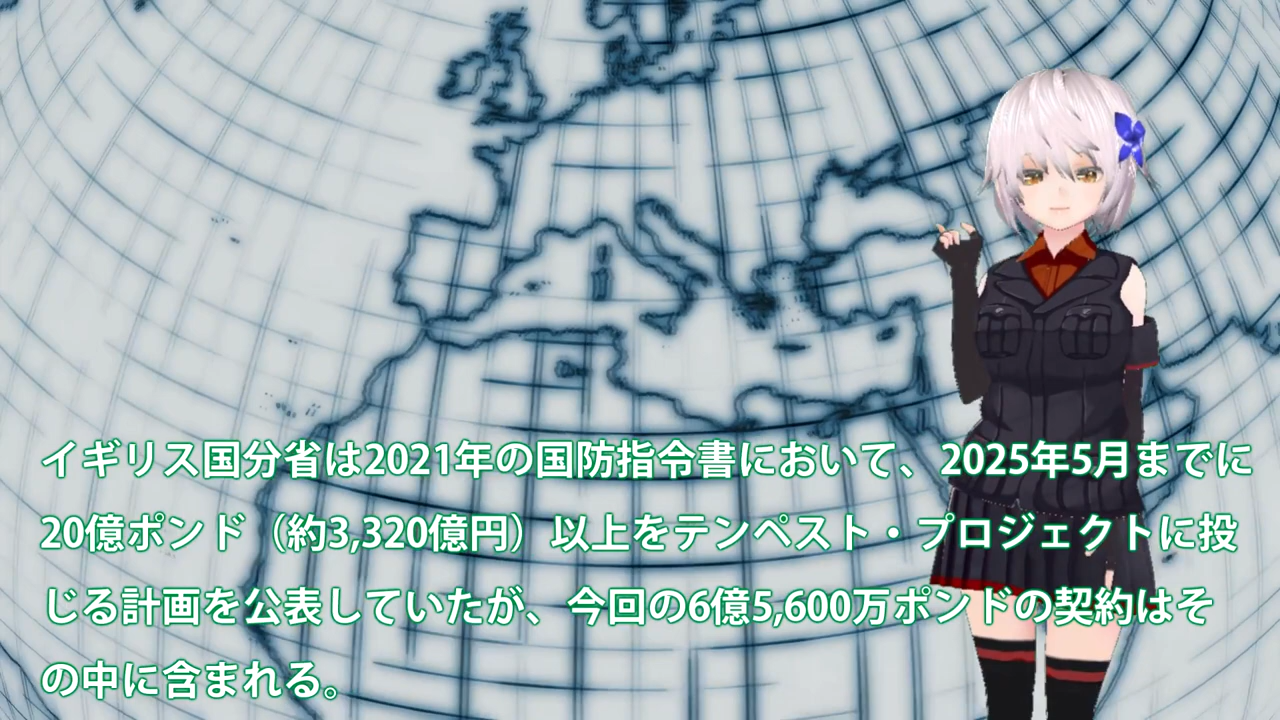 イギリス国分省は2021年の国防指令書において、2025年5月までに
20億ポンド（約3,320億円）以上をテンペスト・プロジェクトに投
じる計画を公表していたが、今回の6億5,600万ポンドの契約はそ
の中に含まれる。